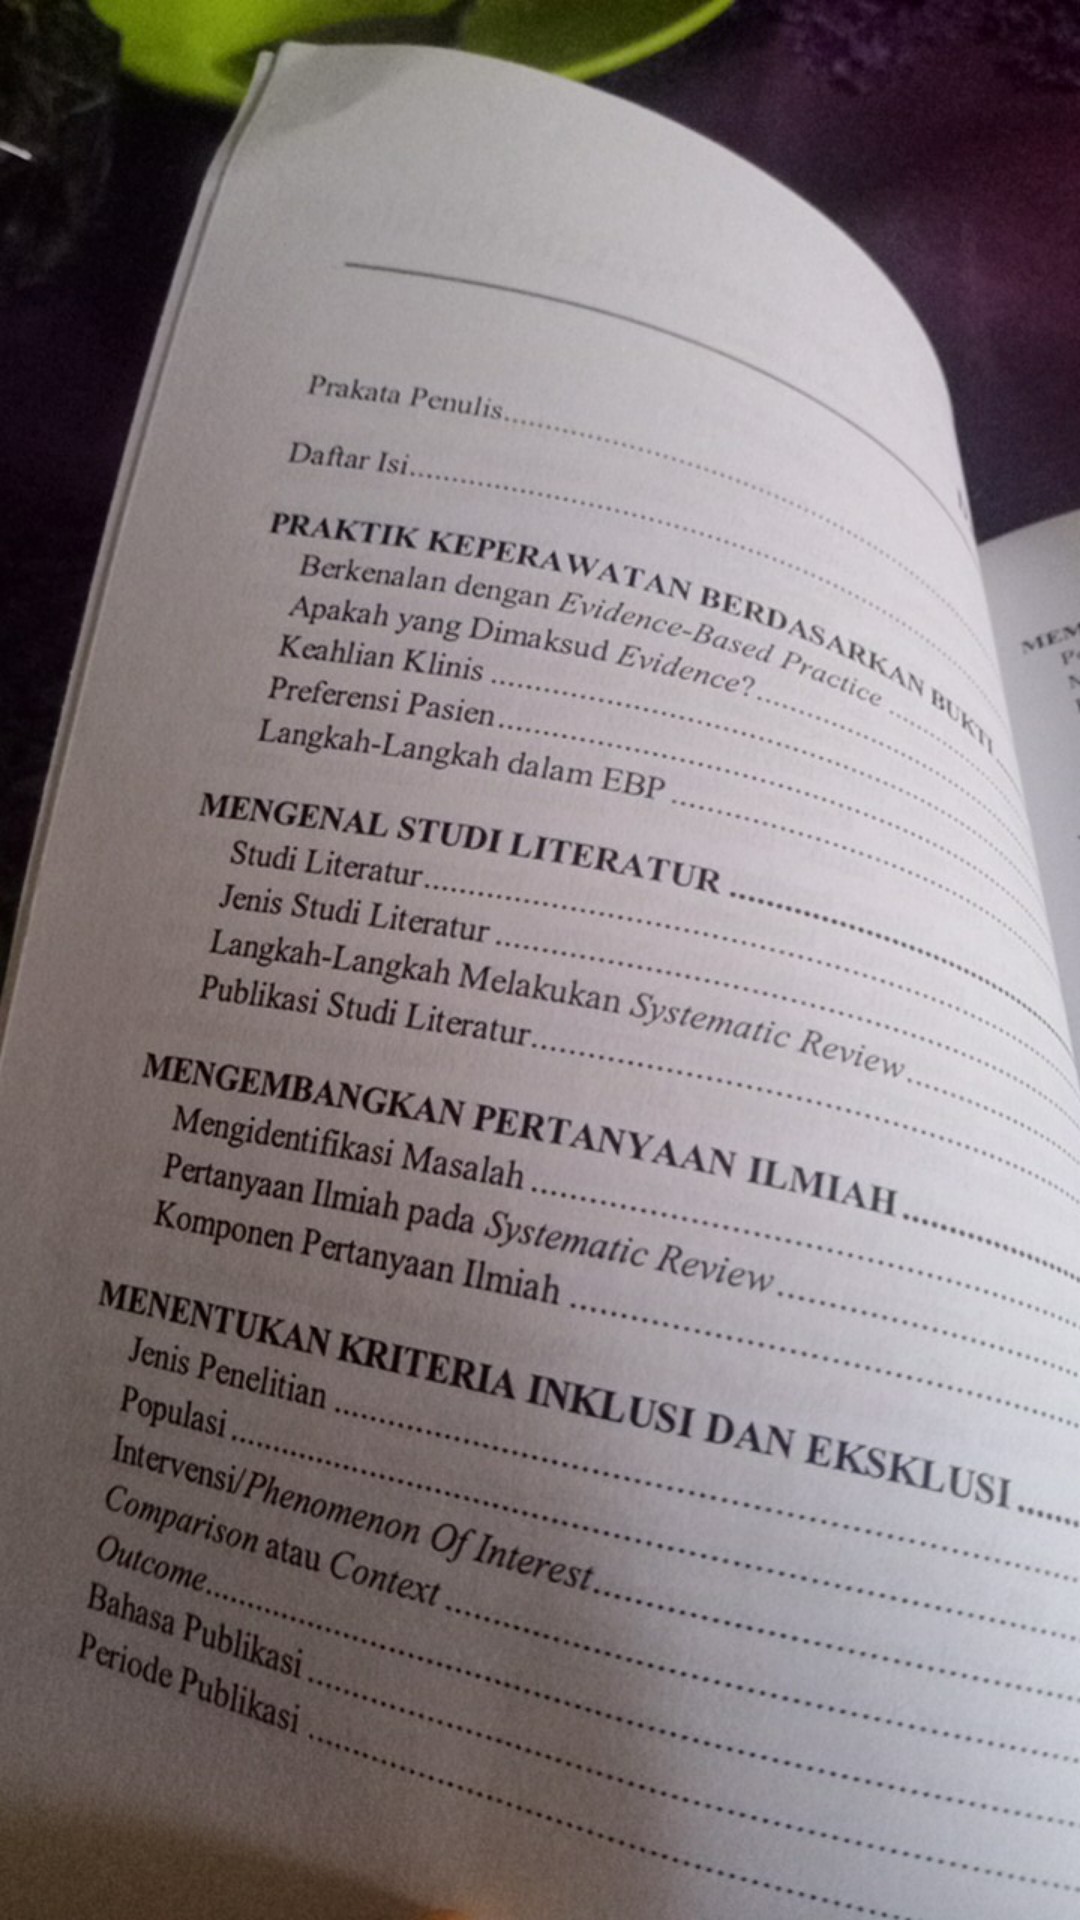 Prakata Penulis
Daftar Isi
PRAKTIK KEPERAWATAN BERDASARKAN BUKTI
Berkenalan dengan Evidence-Based Practice
Apakah yang Dimaksud Evidence?
Keahlian Klinis
Preferensi Pasien
Langkah-Langkah dalam EBP
MENGENAL STUDI LITERATUR
Studi Literatur
Jenis Studi Literatur
Langkah-Langkah Melakukan Systematic Review
Publikasi Studi Literatur
MENGEMBANGKAN PERTANYAAN ILMIAH
Mengidentifikasi Masalah
Pertanyaan Ilmiah pada Systematic Review
Komponen Pertanyaan Ilmiah
MENENTUKAN KRITERIA INKLUSI DAN EKSKLUSI
Jenis Penelitian
Populasi
Intervensi/Phenomenon Of Interest
Comparison atau Context
Outcome
Bahasa Publikasi
Periode Publikasi